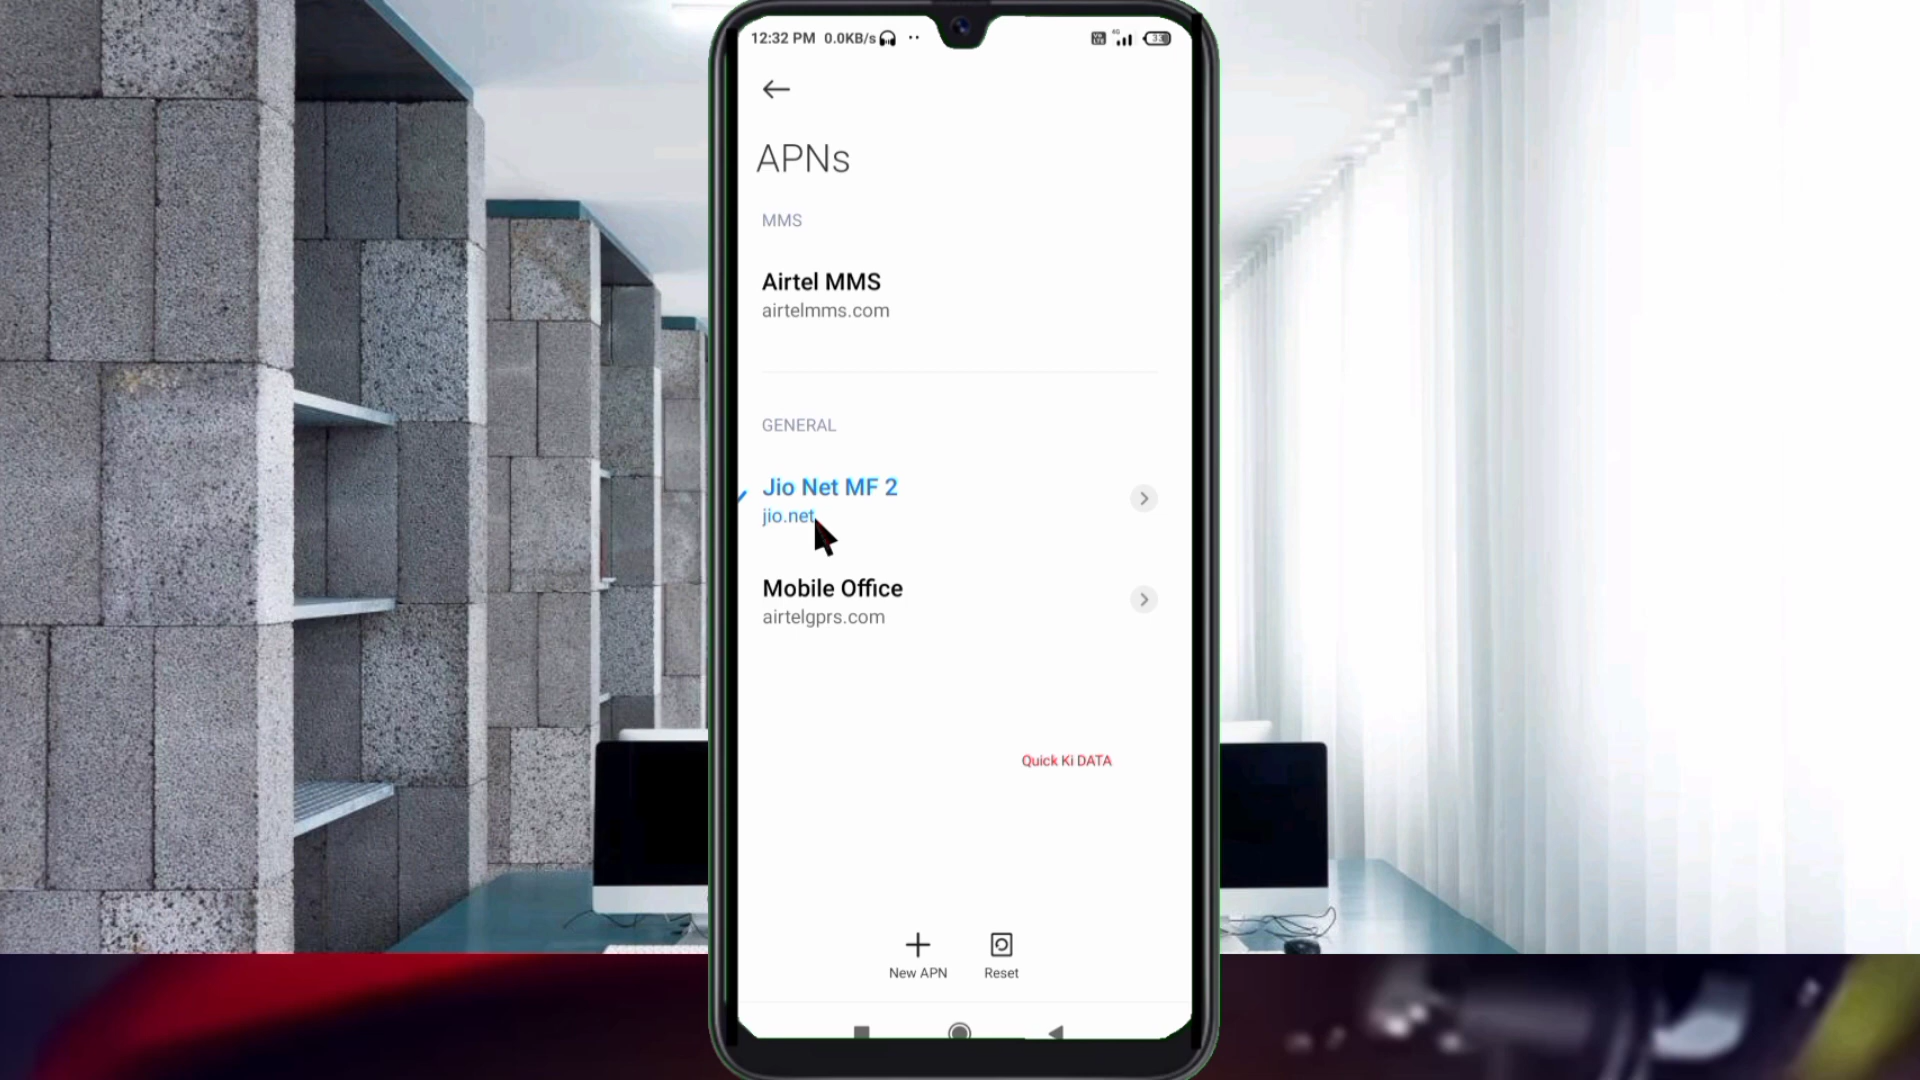 12:32 PM 0.0KB/s
4G
APNs
MMS
Airtel MMS
airtelmms.com
GENERAL
Jio Net MF 2
jio.net
Mobile Office
airtelgprs.com
Quick Ki DATA
New APN
Reset